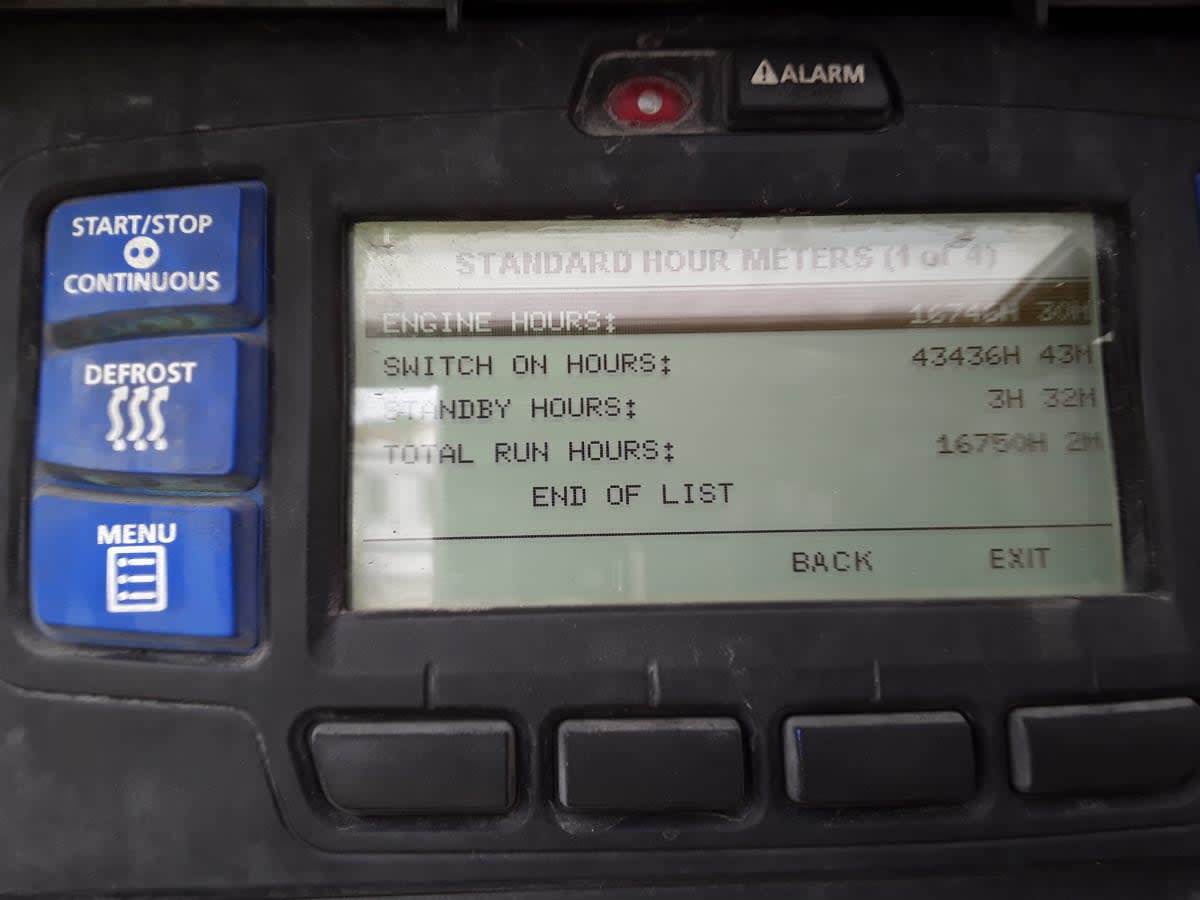 ALARM
START/STOP
CONTINUOUS
DEFROST
MENU
STANDARD HOUR METERS (1 of 4)
ENGINE HOURS: 16746H 30M
SWITCH ON HOURS: 43436H 43M
STANDBY HOURS: 3H 32M
TOTAL RUN HOURS: 16750H 2M
END OF LIST
BACK EXIT